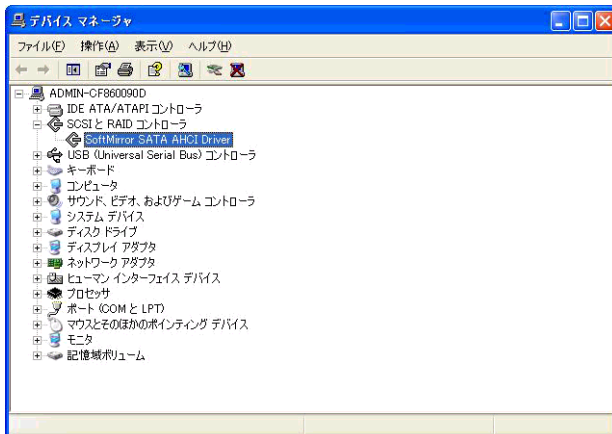 デバイス マネージャ
ファイル(F) 操作(A) 表示(V) ヘルプ(H)
ADMIN-CF860090D
IDE ATA/ATAPI コントローラ
SCSI と RAID コントローラ
SoftMirror SATA AHCI Driver
USB (Universal Serial Bus) コントローラ
キーボード
コンピュータ
サウンド、ビデオ、およびゲーム コントローラ
システム デバイス
ディスク ドライブ
ディスプレイ アダプタ
ネットワーク アダプタ
ヒューマン インターフェイス デバイス
プロセッサ
ポート (COM と LPT)
マウスとそのほかのポインティング デバイス
モニタ
記憶域ボリューム